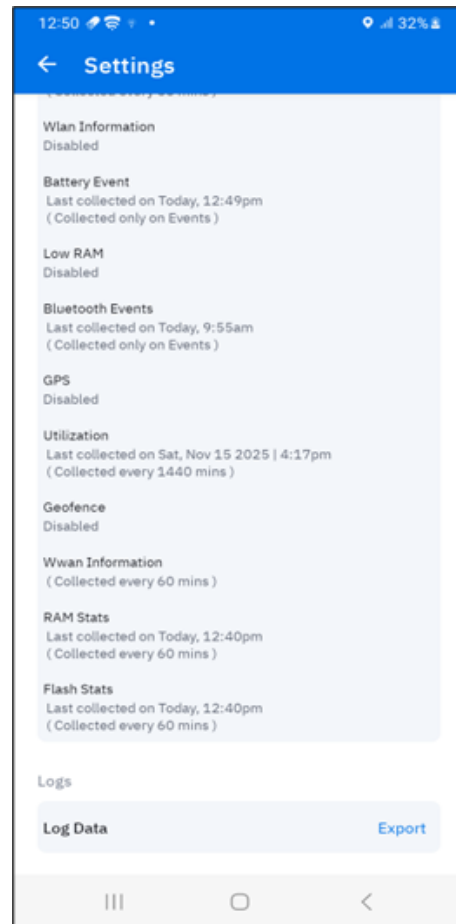 12:50
32%
Settings
Wlan Information
Disabled
Battery Event
Last collected on Today, 12:49pm
( Collected only on Events )
Low RAM
Disabled
Bluetooth Events
Last collected on Today, 9:55am
( Collected only on Events )
GPS
Disabled
Utilization
Last collected on Sat, Nov 15 2025 | 4:17pm
( Collected every 1440 mins )
Geofence
Disabled
Wwan Information
( Collected every 60 mins )
RAM Stats
Last collected on Today, 12:40pm
( Collected every 60 mins )
Flash Stats
Last collected on Today, 12:40pm
( Collected every 60 mins )
Logs
Log Data
Export